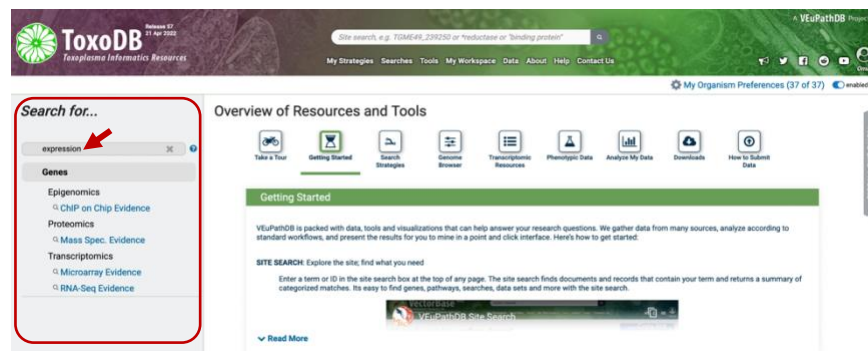 A VEuPathDB Project
ToxoDB
Release 57
21 Apr 2022
Toxoplasma Informatics Resources
Site search, e.g. TGME49_239250 or *reductase or "binding protein"
My Strategies Searches Tools My Workspace Data About Help Contact Us
My Organism Preferences (37 of 37) enabled
Search for...
expression
Genes
Epigenomics
ChIP on Chip Evidence
Proteomics
Mass Spec. Evidence
Transcriptomics
Microarray Evidence
RNA-Seq Evidence
Overview of Resources and Tools
Take a Tour
Getting Started
Search Strategies
Genome Browser
Transcriptomic Resources
Phenotypic Data
Analyze My Data
Downloads
How to Submit Data
Getting Started
VEuPathDB is packed with data, tools and visualizations that can help answer your research questions. We gather data from many sources, analyze according to
standard workflows, and present the results for you to mine in a point and click interface. Here's how to get started:
SITE SEARCH: Explore the site; find what you need
Enter a term or ID in the site search box at the top of any page. The site search finds documents and records that contain your term and returns a summary of
categorized matches. Its easy to find genes, pathways, searches, data sets and more with the site search.
VectorBase
VEuPathDB Site Search
Read More